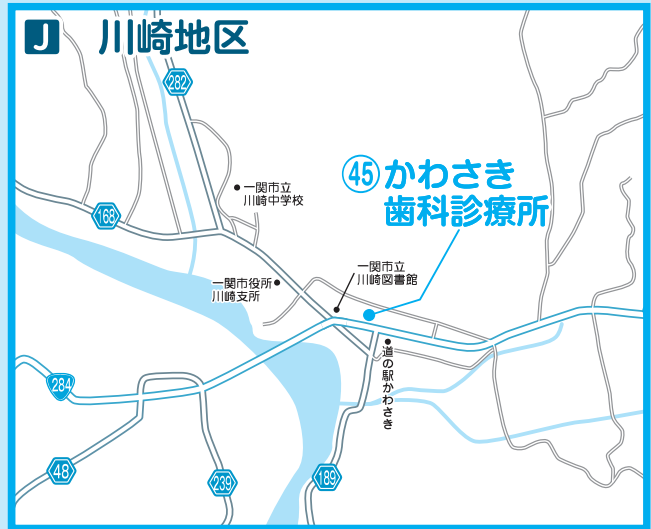 J 川崎地区
282
一関市立
川崎中学校
㊺かわさき
歯科診療所
168
一関市立
川崎図書館
一関市役所
川崎支所
道の駅かわさき
284
48
239
189